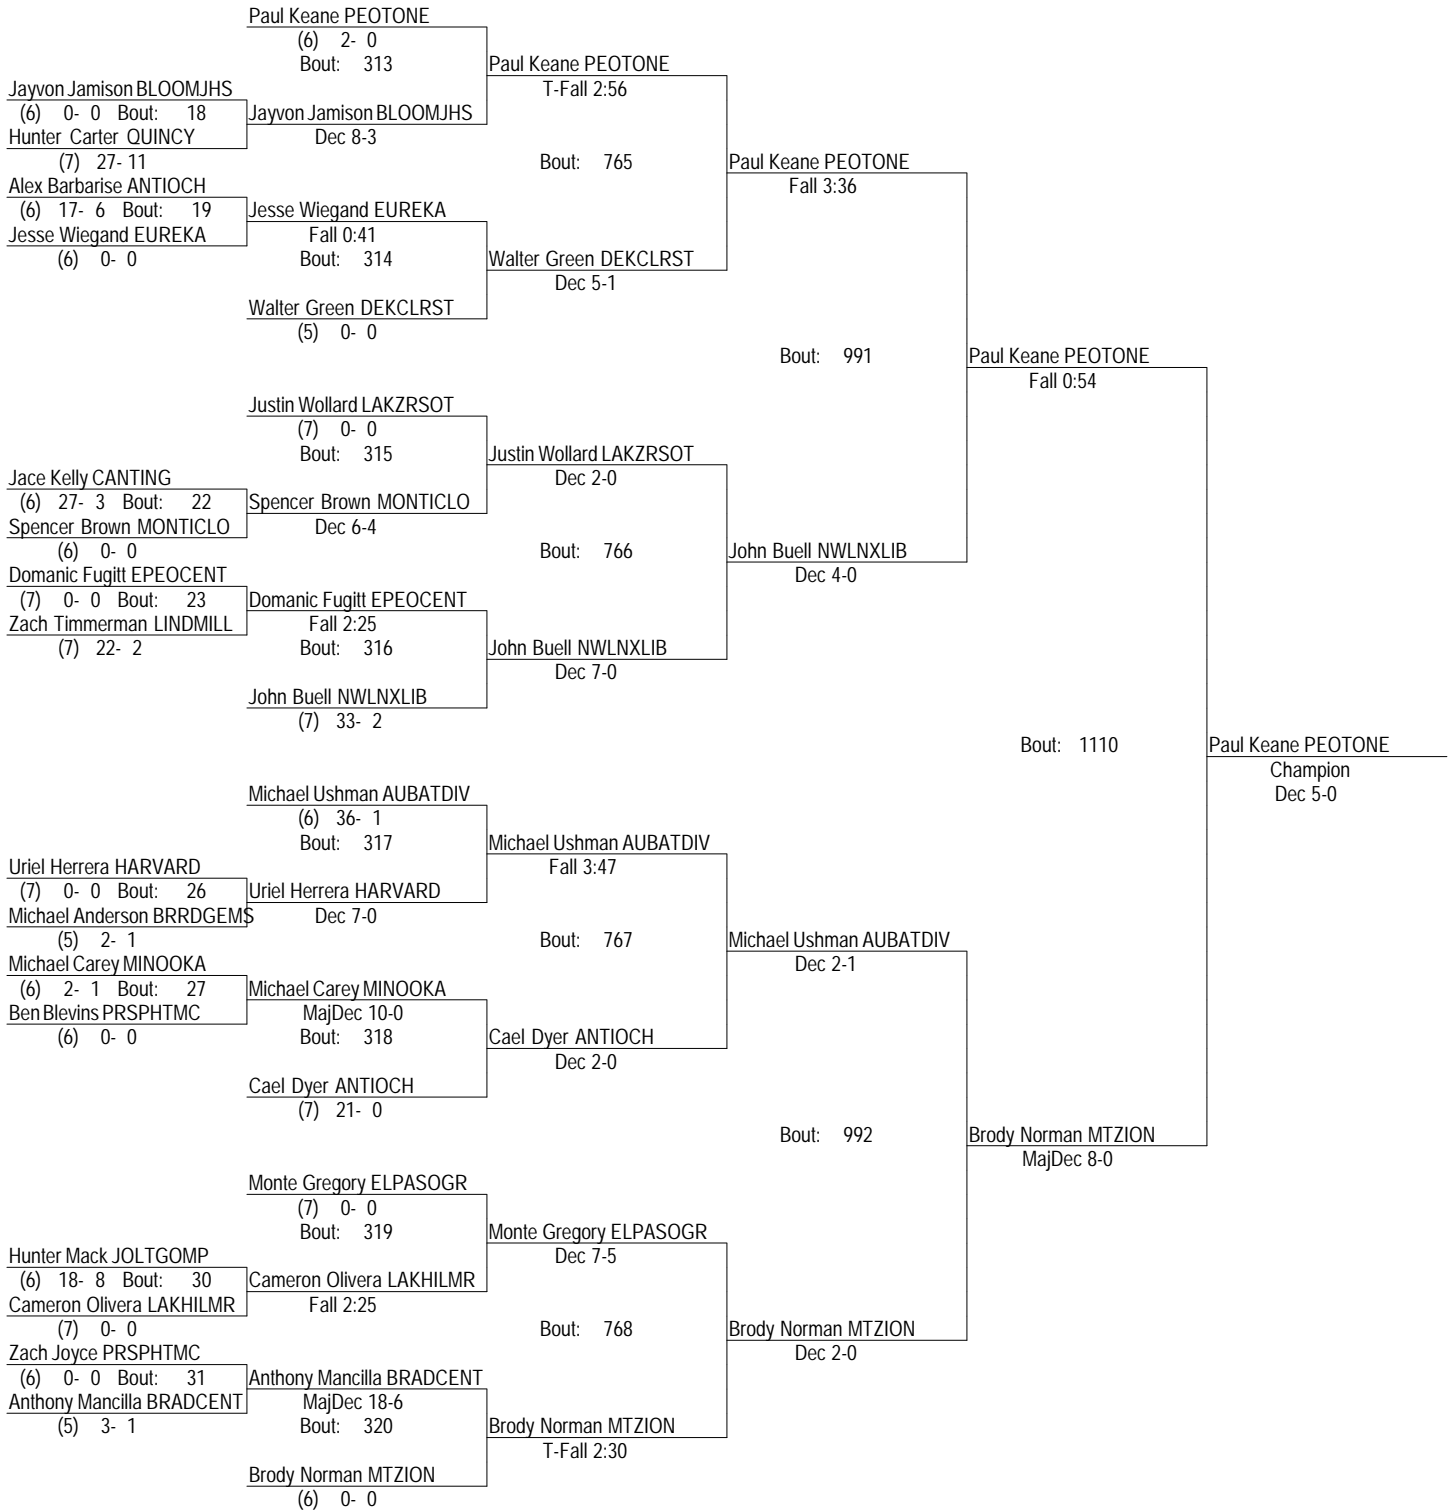 Paul Keane PEOTONE
(6) 2- 0
Bout: 313
Paul Keane PEOTONE
T-Fall 2:56
Jayvon Jamison BLOOMJHS
(6) 0- 0 Bout: 18
Jayvon Jamison BLOOMJHS
Dec 8-3
Hunter Carter QUINCY
(7) 27- 11
Bout: 765
Paul Keane PEOTONE
Fall 3:36
Alex Barbarise ANTIOCH
(6) 17- 6 Bout: 19
Jesse Wiegand EUREKA
Fall 0:41
Jesse Wiegand EUREKA
(6) 0- 0
Bout: 314
Walter Green DEKCLRST
Dec 5-1
Walter Green DEKCLRST
(5) 0- 0
Bout: 991
Paul Keane PEOTONE
Fall 0:54
Justin Wollard LAKZRSOT
(7) 0- 0
Bout: 315
Justin Wollard LAKZRSOT
Dec 2-0
Jace Kelly CANTING
(6) 27- 3 Bout: 22
Spencer Brown MONTICLO
Dec 6-4
Spencer Brown MONTICLO
(6) 0- 0
Bout: 766
John Buell NWLNXLIB
Dec 4-0
Domanic Fugitt EPEOCENT
(7) 0- 0 Bout: 23
Domanic Fugitt EPEOCENT
Fall 2:25
Zach Timmerman LINDMILL
(7) 22- 2
Bout: 316
John Buell NWLNXLIB
Dec 7-0
John Buell NWLNXLIB
(7) 33- 2
Bout: 1110
Paul Keane PEOTONE
Champion
Dec 5-0
Michael Ushman AUBATDIV
(6) 36- 1
Bout: 317
Michael Ushman AUBATDIV
Fall 3:47
Uriel Herrera HARVARD
(7) 0- 0 Bout: 26
Uriel Herrera HARVARD
Dec 7-0
Michael Anderson BRRDGEMS
(5) 2- 1
Bout: 767
Michael Ushman AUBATDIV
Dec 2-1
Michael Carey MINOOKA
(6) 2- 1 Bout: 27
Michael Carey MINOOKA
MajDec 10-0
Ben Blevins PRSPHTMC
(6) 0- 0
Bout: 318
Cael Dyer ANTIOCH
Dec 2-0
Cael Dyer ANTIOCH
(7) 21- 0
Bout: 992
Brody Norman MTZION
MajDec 8-0
Monte Gregory ELPASOGR
(7) 0- 0
Bout: 319
Monte Gregory ELPASOGR
Dec 7-5
Hunter Mack JOLTGOMP
(6) 18- 8 Bout: 30
Cameron Olivera LAKHILMR
Fall 2:25
Cameron Olivera LAKHILMR
(7) 0- 0
Bout: 768
Brody Norman MTZION
Dec 2-0
Zach Joyce PRSPHTMC
(6) 0- 0 Bout: 31
Anthony Mancilla BRADCENT
MajDec 18-6
Anthony Mancilla BRADCENT
(5) 3- 1
Bout: 320
Brody Norman MTZION
T-Fall 2:30
Brody Norman MTZION
(6) 0- 0